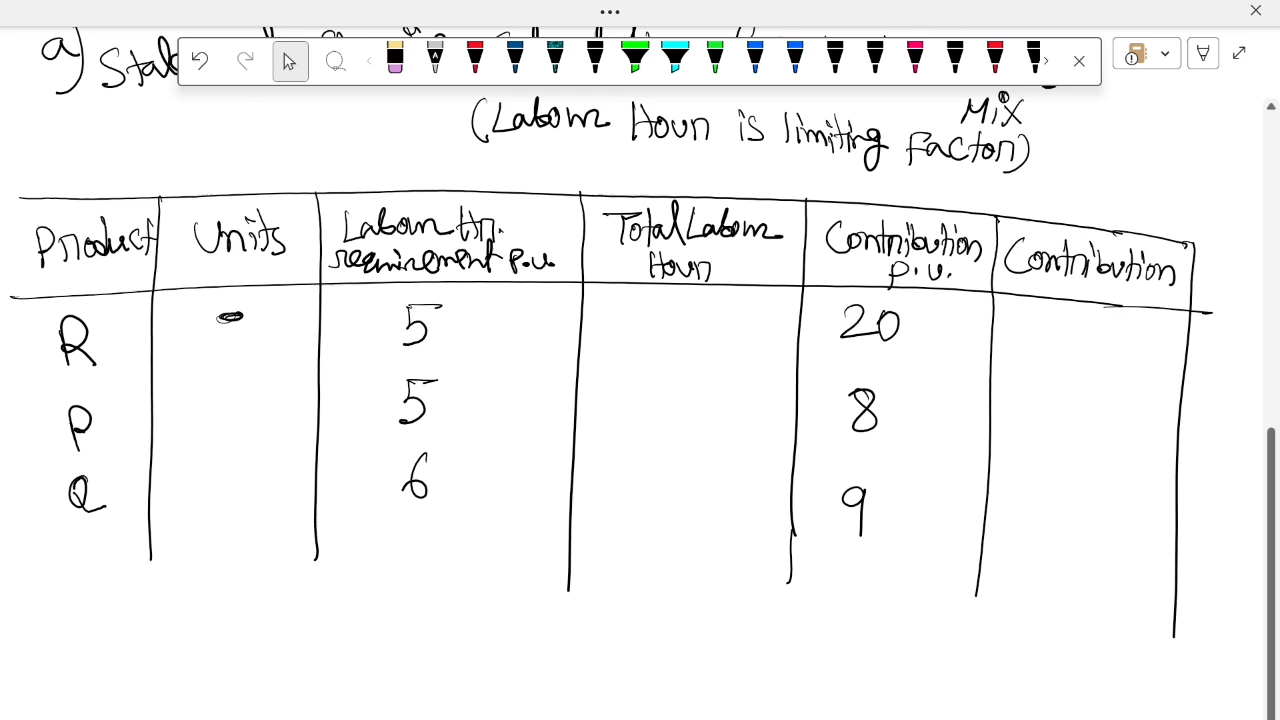 a)
Mix
(Labour Hour is limiting Factor)
Product Units Labour Hr. requirement p.u. Total Labour Hour Contribution p.u. Contribution
R - 5 20
P 5 8
Q 6 9